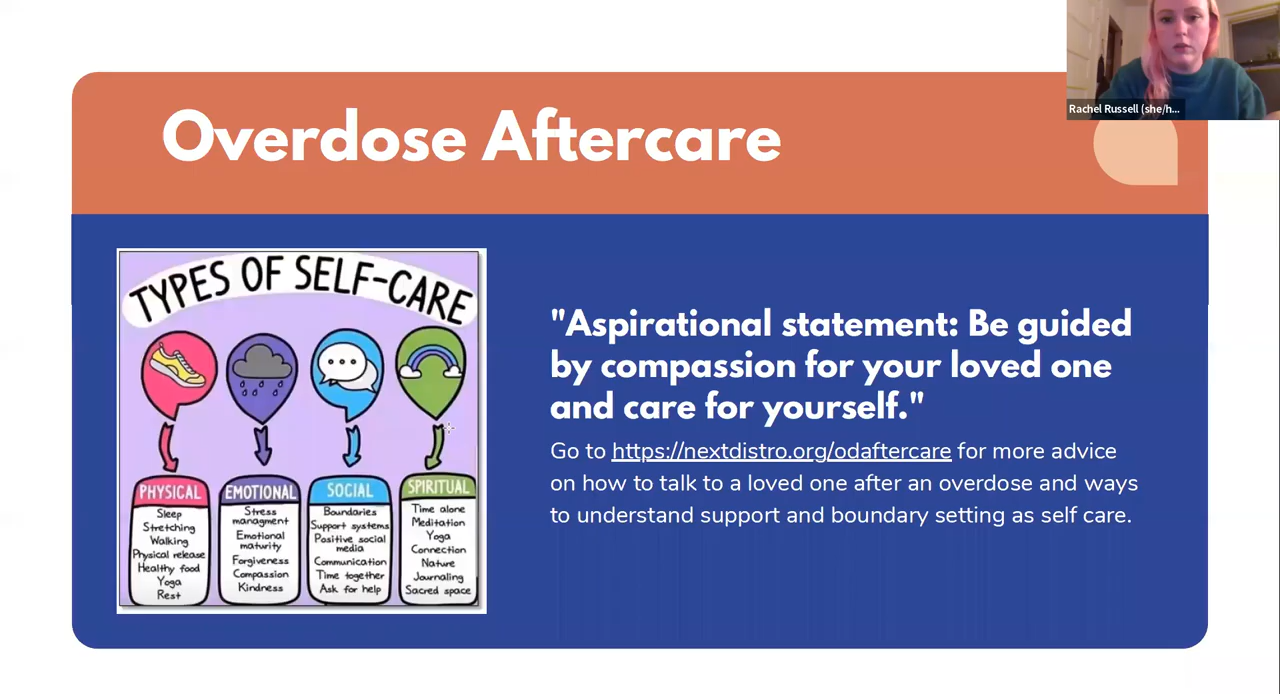 Rachel Russell (she/h...
Overdose Aftercare
TYPES OF SELF-CARE
PHYSICAL
Sleep
Stretching
Walking
Physical release
Healthy food
Yoga
Rest
EMOTIONAL
Stress
managment
Emotional
maturity
Forgiveness
Compassion
Kindness
SOCIAL
Boundaries
Support systems
Positive social
media
Communication
Time together
Ask for help
SPIRITUAL
Time alone
Meditation
Yoga
Connection
Nature
Journaling
Sacred space
"Aspirational statement: Be guided
by compassion for your loved one
and care for yourself."
Go to https://nextdistro.org/odaftercare for more advice
on how to talk to a loved one after an overdose and ways
to understand support and boundary setting as self care.